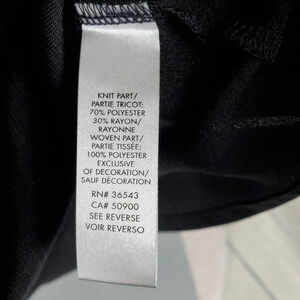 KNIT PART/
PARTIE TRICOT:
70% POLYESTER
30% RAYON/
RAYONNE
WOVEN PART/
PARTIE TISSÉE:
100% POLYESTER
EXCLUSIVE
OF DECORATION/
SAUF DÉCORATION
RN# 36543
CA# 50900
SEE REVERSE
VOIR REVERSO